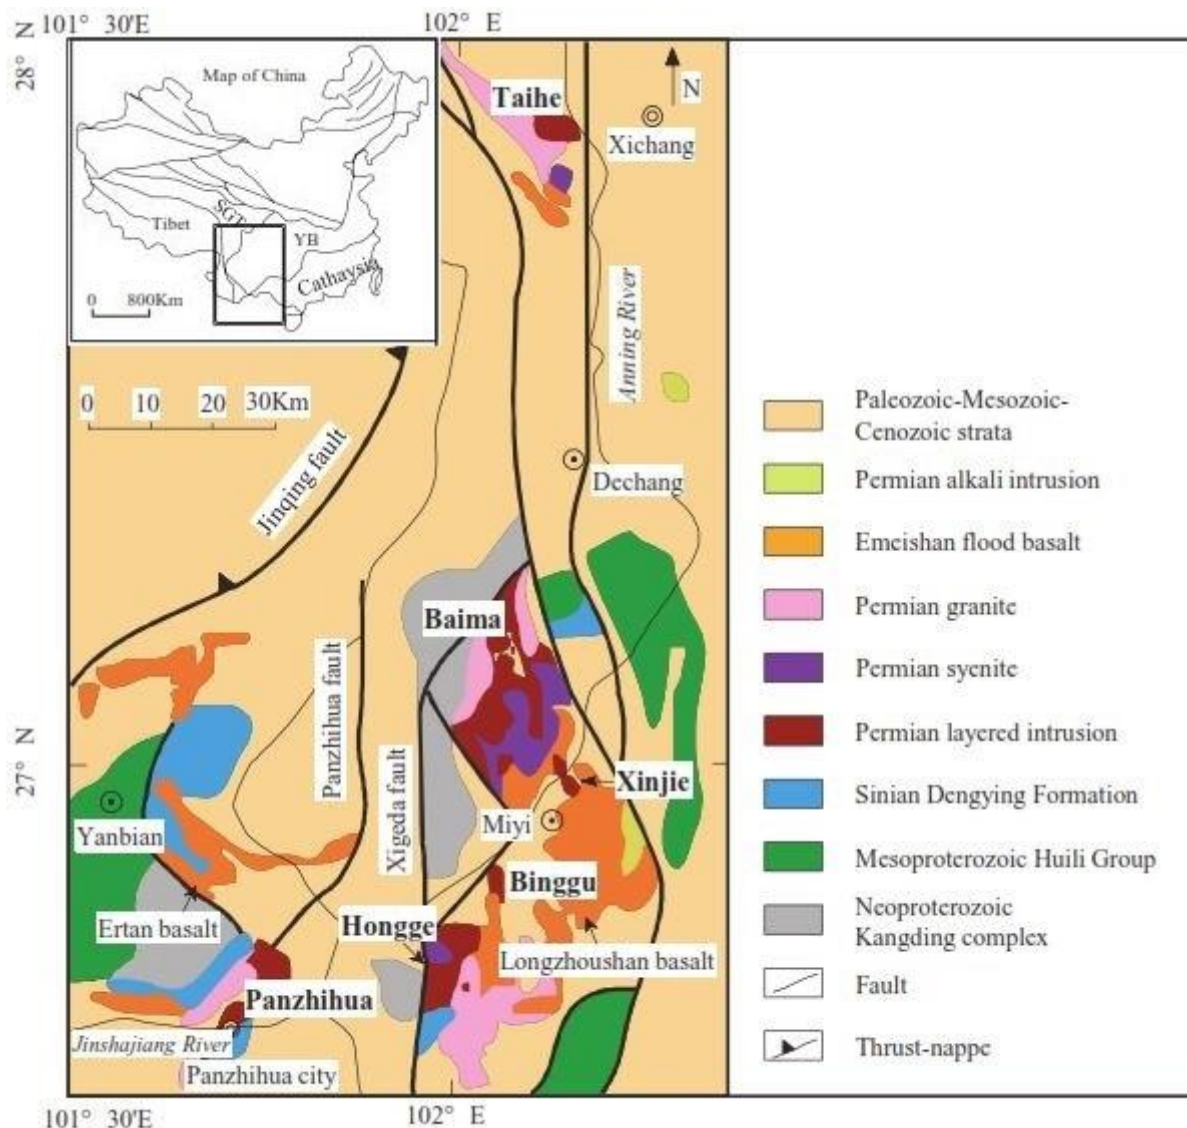 101° 30'E
102° E
28° N
Map of China
Tibet
SGT
YB
Cathaysia
0 800Km
Taihe
N
Xichang
Anning River
0 10 20 30Km
Jinqing fault
Dechang
Baima
Panzhihua fault
Xigeda fault
27° N
Xinjie
Yanbian
Miyi
Binggu
Ertan basalt
Hongge
Longzhoushan basalt
Panzhihua
Jinshajiang River
Panzhihua city
101° 30'E
102° E
Paleozoic-Mesozoic-
Cenozoic strata
Permian alkali intrusion
Emeishan flood basalt
Permian granite
Permian syenite
Permian layered intrusion
Sinian Dengying Formation
Mesoproterozoic Huili Group
Neoproterozoic
Kangding complex
Fault
Thrust-nappe